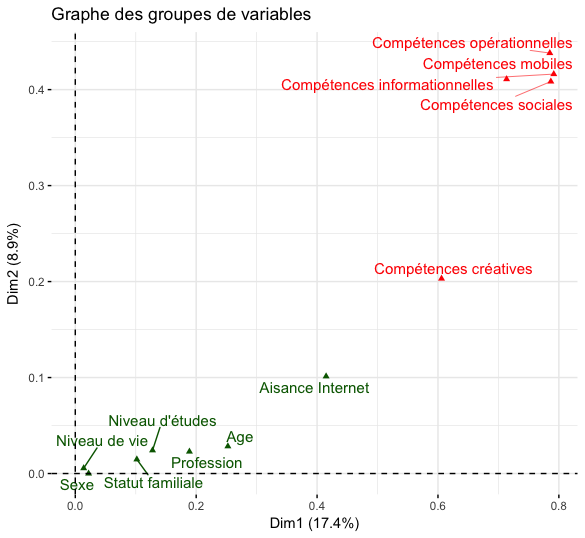 Graphe des groupes de variables
Compétences opérationnelles
Compétences mobiles
Compétences informationnelles
Compétences sociales
Compétences créatives
Aisance Internet
Niveau d'études
Age
Niveau de vie
Profession
Sexe
Statut familiale
0.4
0.3
0.2
0.1
0.0
Dim2 (8.9%)
0.0 0.2 0.4 0.6 0.8
Dim1 (17.4%)